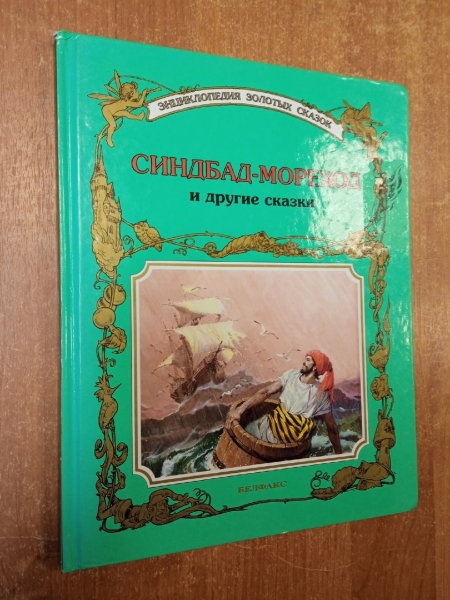 ЭНЦИКЛОПЕДИЯ ЗОЛОТЫХ СКАЗОК
СИНДБАД-МОРЕХОД
и другие сказки
БЕЛФАКС